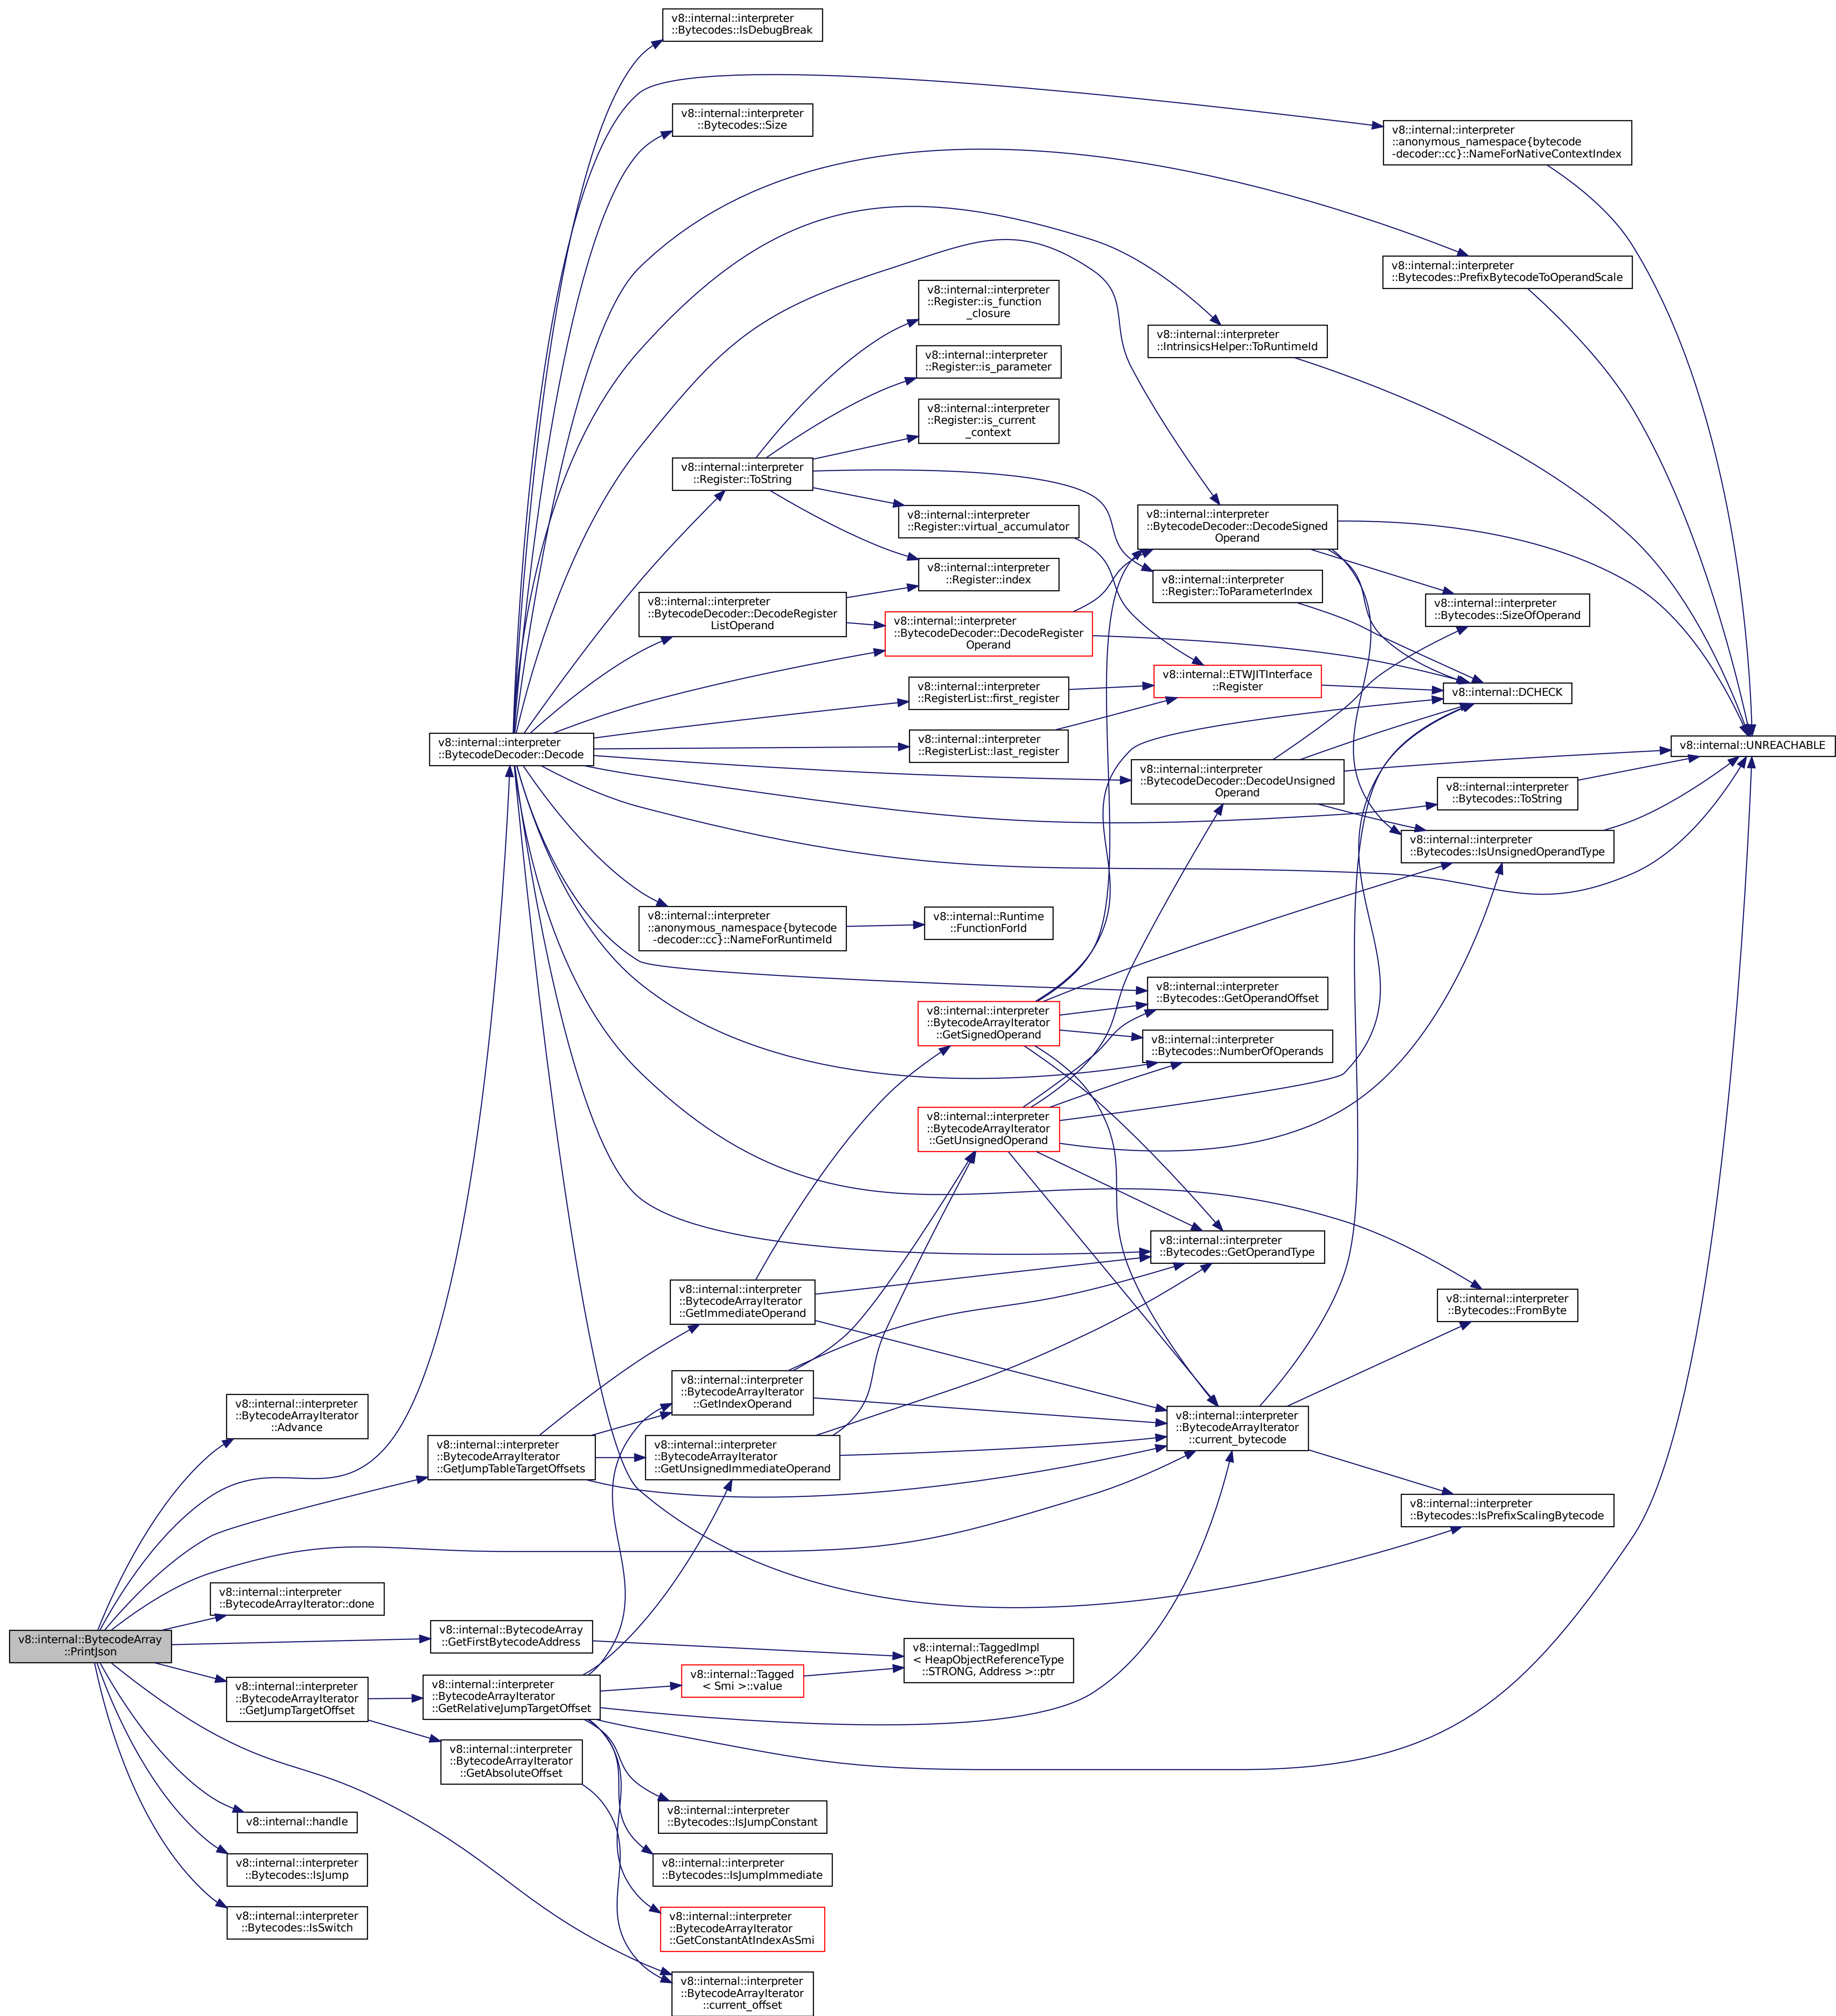 v8::internal::interpreter
::Bytecodes::IsDebugBreak
v8::internal::interpreter
::Bytecodes::Size
v8::internal::interpreter
::anonymous_namespace{bytecode
-decoder::cc}::NameForNativeContextIndex
v8::internal::interpreter
::Bytecodes::PrefixBytecodeToOperandScale
v8::internal::interpreter
::Register::is_function
_closure
v8::internal::interpreter
::IntrinsicsHelper::ToRuntimeId
v8::internal::interpreter
::Register::is_parameter
v8::internal::interpreter
::Register::is_current
_context
v8::internal::interpreter
::Register::ToString
v8::internal::interpreter
::Register::virtual_accumulator
v8::internal::interpreter
::BytecodeDecoder::DecodeSigned
Operand
v8::internal::interpreter
::Register::index
v8::internal::interpreter
::Register::ToParameterIndex
v8::internal::interpreter
::Bytecodes::SizeOfOperand
v8::internal::interpreter
::BytecodeDecoder::DecodeRegister
ListOperand
v8::internal::interpreter
::BytecodeDecoder::DecodeRegister
Operand
v8::internal::interpreter
::RegisterList::first_register
v8::internal::ETWJITInterface
::Register
v8::internal::DCHECK
v8::internal::interpreter
::BytecodeDecoder::Decode
v8::internal::interpreter
::RegisterList::last_register
v8::internal::UNREACHABLE
v8::internal::interpreter
::BytecodeDecoder::DecodeUnsigned
Operand
v8::internal::interpreter
::Bytecodes::ToString
v8::internal::interpreter
::Bytecodes::IsUnsignedOperandType
v8::internal::interpreter
::anonymous_namespace{bytecode
-decoder::cc}::NameForRuntimeId
v8::internal::Runtime
::FunctionForId
v8::internal::interpreter
::Bytecodes::GetOperandOffset
v8::internal::interpreter
::BytecodeArrayIterator
::GetSignedOperand
v8::internal::interpreter
::Bytecodes::NumberOfOperands
v8::internal::interpreter
::BytecodeArrayIterator
::GetUnsignedOperand
v8::internal::interpreter
::Bytecodes::GetOperandType
v8::internal::interpreter
::BytecodeArrayIterator
::GetImmediateOperand
v8::internal::interpreter
::Bytecodes::FromByte
v8::internal::interpreter
::BytecodeArrayIterator
::GetIndexOperand
v8::internal::interpreter
::BytecodeArrayIterator
::Advance
v8::internal::interpreter
::BytecodeArrayIterator
::current_bytecode
v8::internal::interpreter
::BytecodeArrayIterator
::GetJumpTableTargetOffsets
v8::internal::interpreter
::BytecodeArrayIterator
::GetUnsignedImmediateOperand
v8::internal::interpreter
::Bytecodes::IsPrefixScalingBytecode
v8::internal::interpreter
::BytecodeArrayIterator::done
v8::internal::BytecodeArray
::PrintJson
v8::internal::BytecodeArray
::GetFirstBytecodeAddress
v8::internal::TaggedImpl
< HeapObjectReferenceType
::STRONG, Address >::ptr
v8::internal::interpreter
::BytecodeArrayIterator
::GetJumpTargetOffset
v8::internal::interpreter
::BytecodeArrayIterator
::GetRelativeJumpTargetOffset
v8::internal::Tagged
< Smi >::value
v8::internal::interpreter
::BytecodeArrayIterator
::GetAbsoluteOffset
v8::internal::handle
v8::internal::interpreter
::Bytecodes::IsJumpConstant
v8::internal::interpreter
::Bytecodes::IsJump
v8::internal::interpreter
::Bytecodes::IsJumpImmediate
v8::internal::interpreter
::Bytecodes::IsSwitch
v8::internal::interpreter
::BytecodeArrayIterator
::GetConstantAtIndexAsSmi
v8::internal::interpreter
::BytecodeArrayIterator
::current_offset